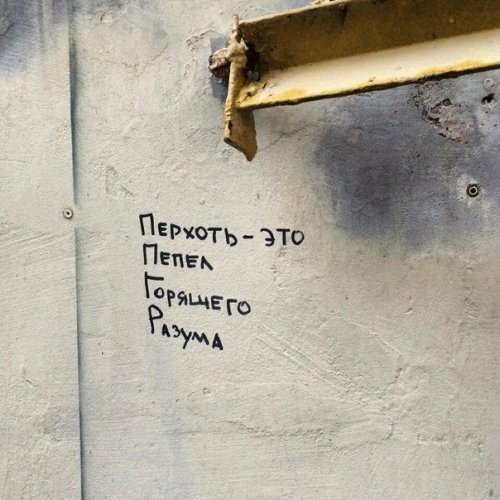 Перхоть - это
Пепел
Горящего
Разума